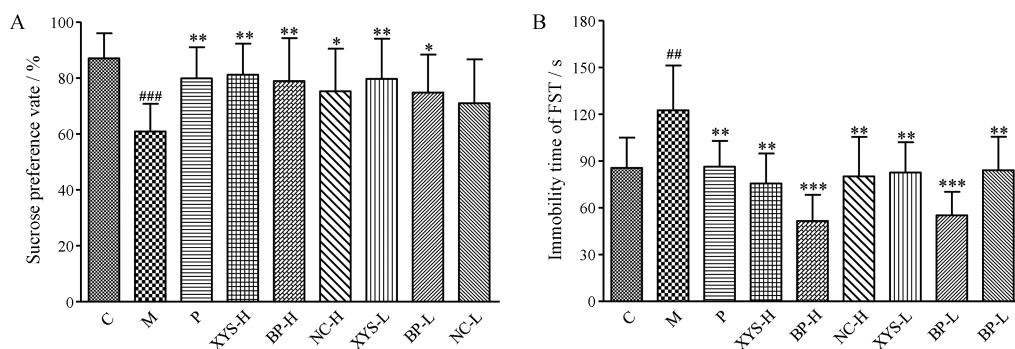 A
Sucrose preference vate / %
100
80
60
40
20
0
###
**
**
**
*
**
*
C
M
P
XYS-H
BP-H
NC-H
XYS-L
BP-L
NC-L
B
Immobility time of FST / s
180
150
120
90
60
30
0
##
**
**
***
**
**
***
**
C
M
P
XYS-H
BP-H
NC-H
XYS-L
BP-L
BP-L